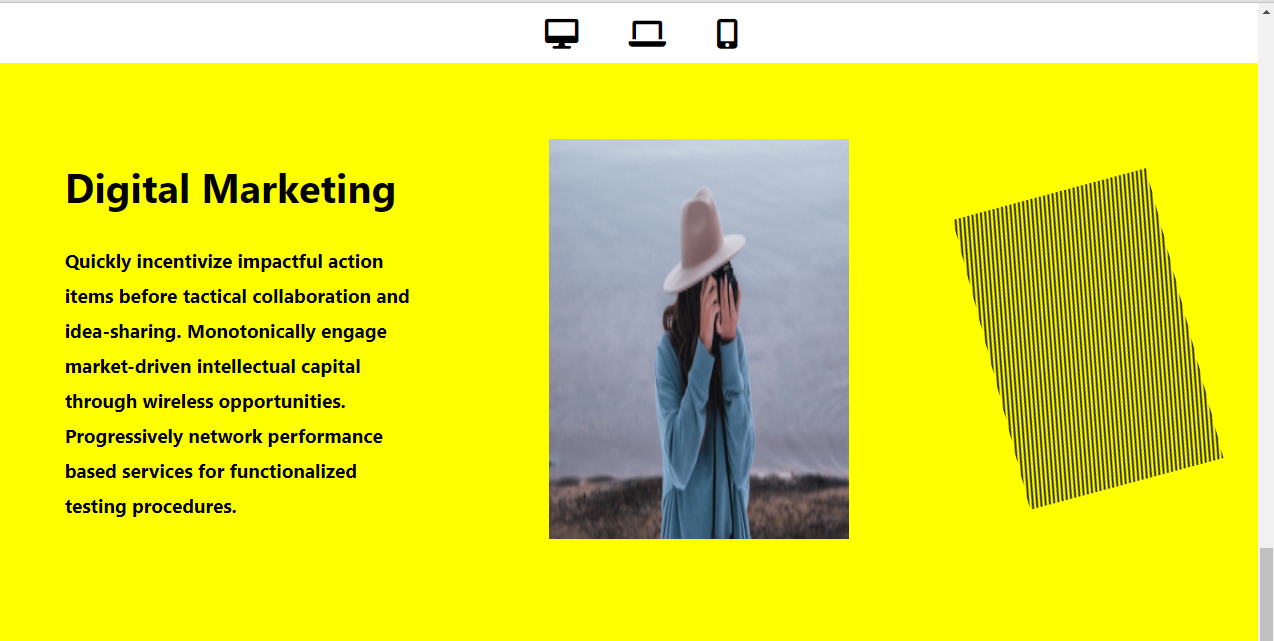 Digital Marketing
Quickly incentivize impactful action
items before tactical collaboration and
idea-sharing. Monotonically engage
market-driven intellectual capital
through wireless opportunities.
Progressively network performance
based services for functionalized
testing procedures.